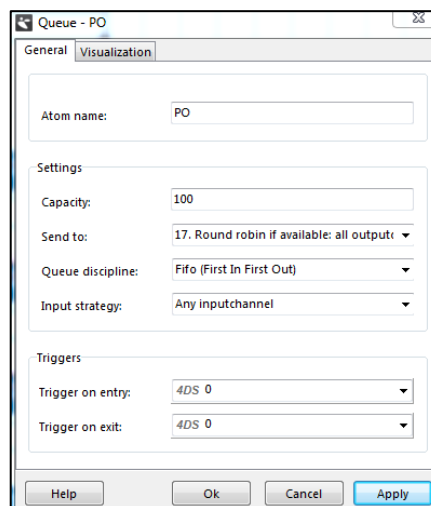 Queue - PO
General Visualization
Atom name: PO
Settings
Capacity: 100
Send to: 17. Round robin if available: all output
Queue discipline: Fifo (First In First Out)
Input strategy: Any inputchannel
Triggers
Trigger on entry: 4DS 0
Trigger on exit: 4DS 0
Help Ok Cancel Apply